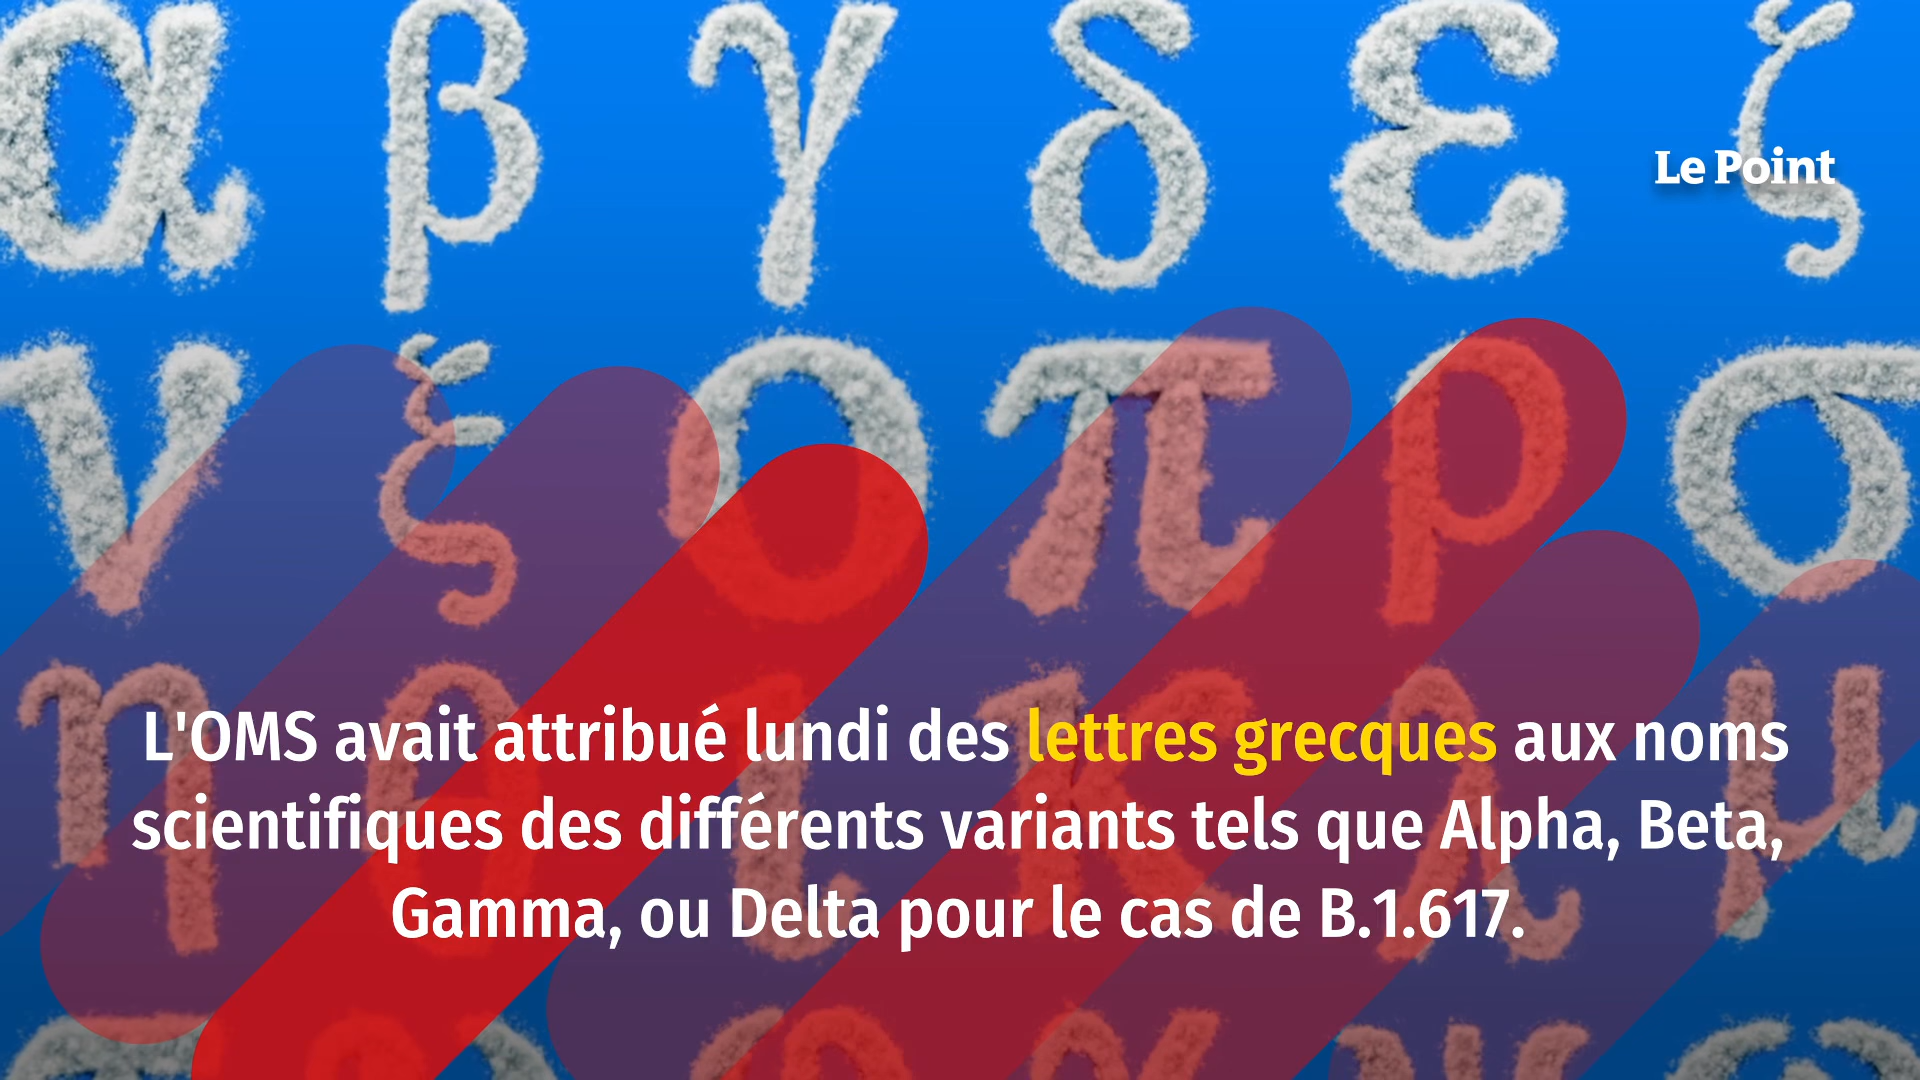 α β γ δ ε ζ
Le Point
ν ξ ο π ρ σ
η θ ι κ λ μ
L'OMS avait attribué lundi des lettres grecques aux noms
scientifiques des différents variants tels que Alpha, Beta,
Gamma, ou Delta pour le cas de B.1.617.